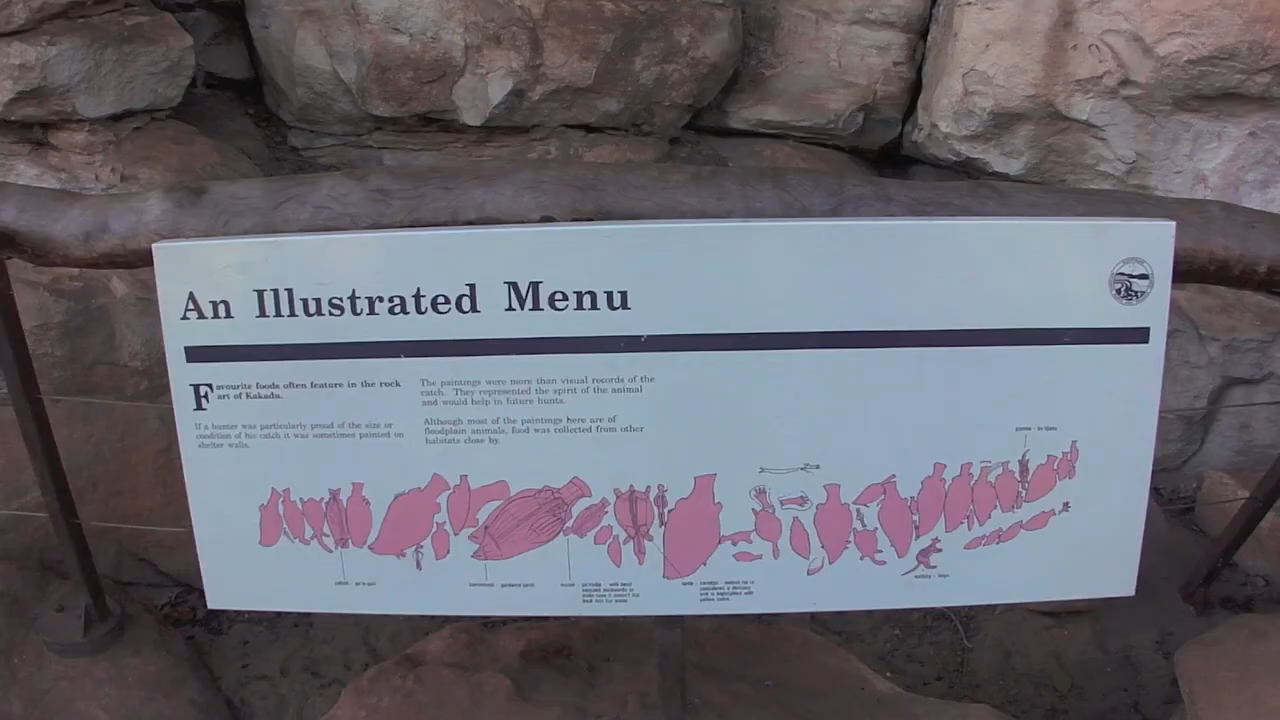 An Illustrated Menu
Favourite foods often feature in the rock
art of Kakadu.
If a hunter was particularly proud of the size or
condition of his catch it was sometimes painted on
shelter walls.
The paintings were more than visual records of the
catch. They represented the spirit of the animal
and would help in future hunts.
Although most of the paintings here are of
floodplain animals, food was collected from other
habitats close by.